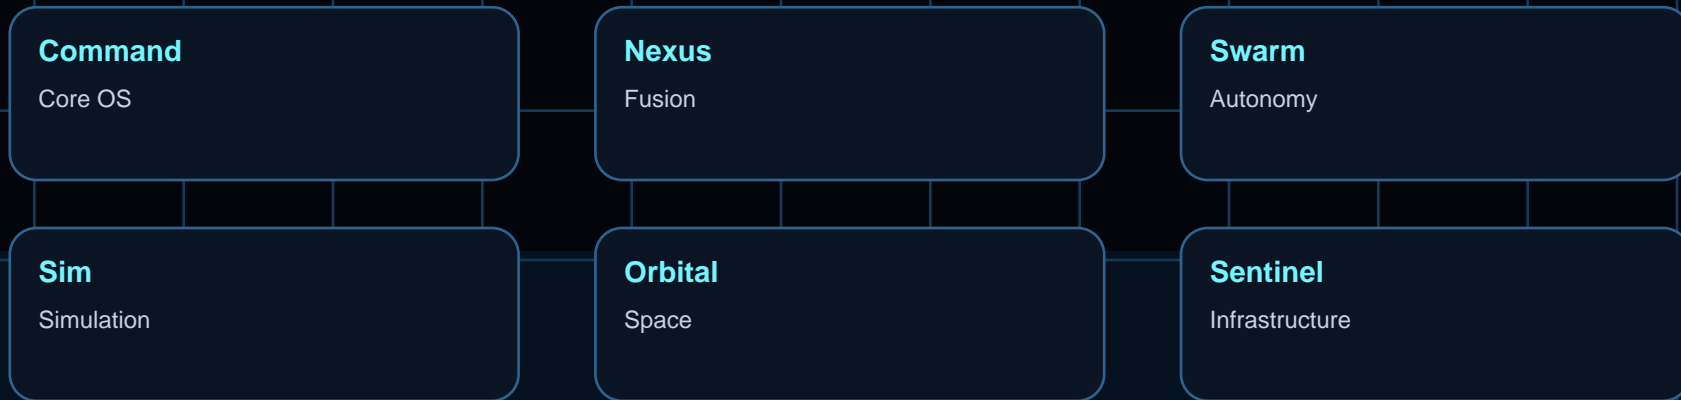 Command
Core OS
Nexus
Fusion
Swarm
Autonomy
Sim
Simulation
Orbital
Space
Sentinel
Infrastructure